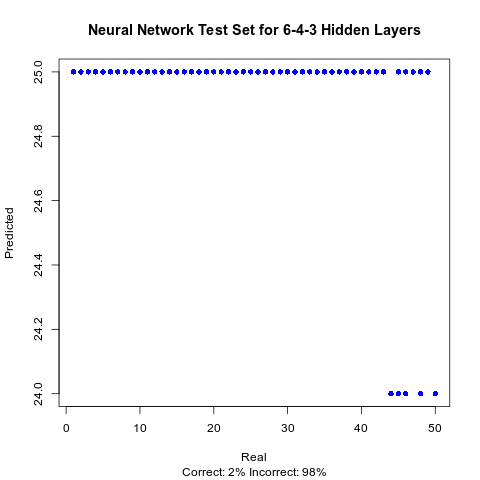 Neural Network Test Set for 6-4-3 Hidden Layers
Predicted
25.0
24.8
24.6
24.4
24.2
24.0
0 10 20 30 40 50
Real
Correct: 2% Incorrect: 98%